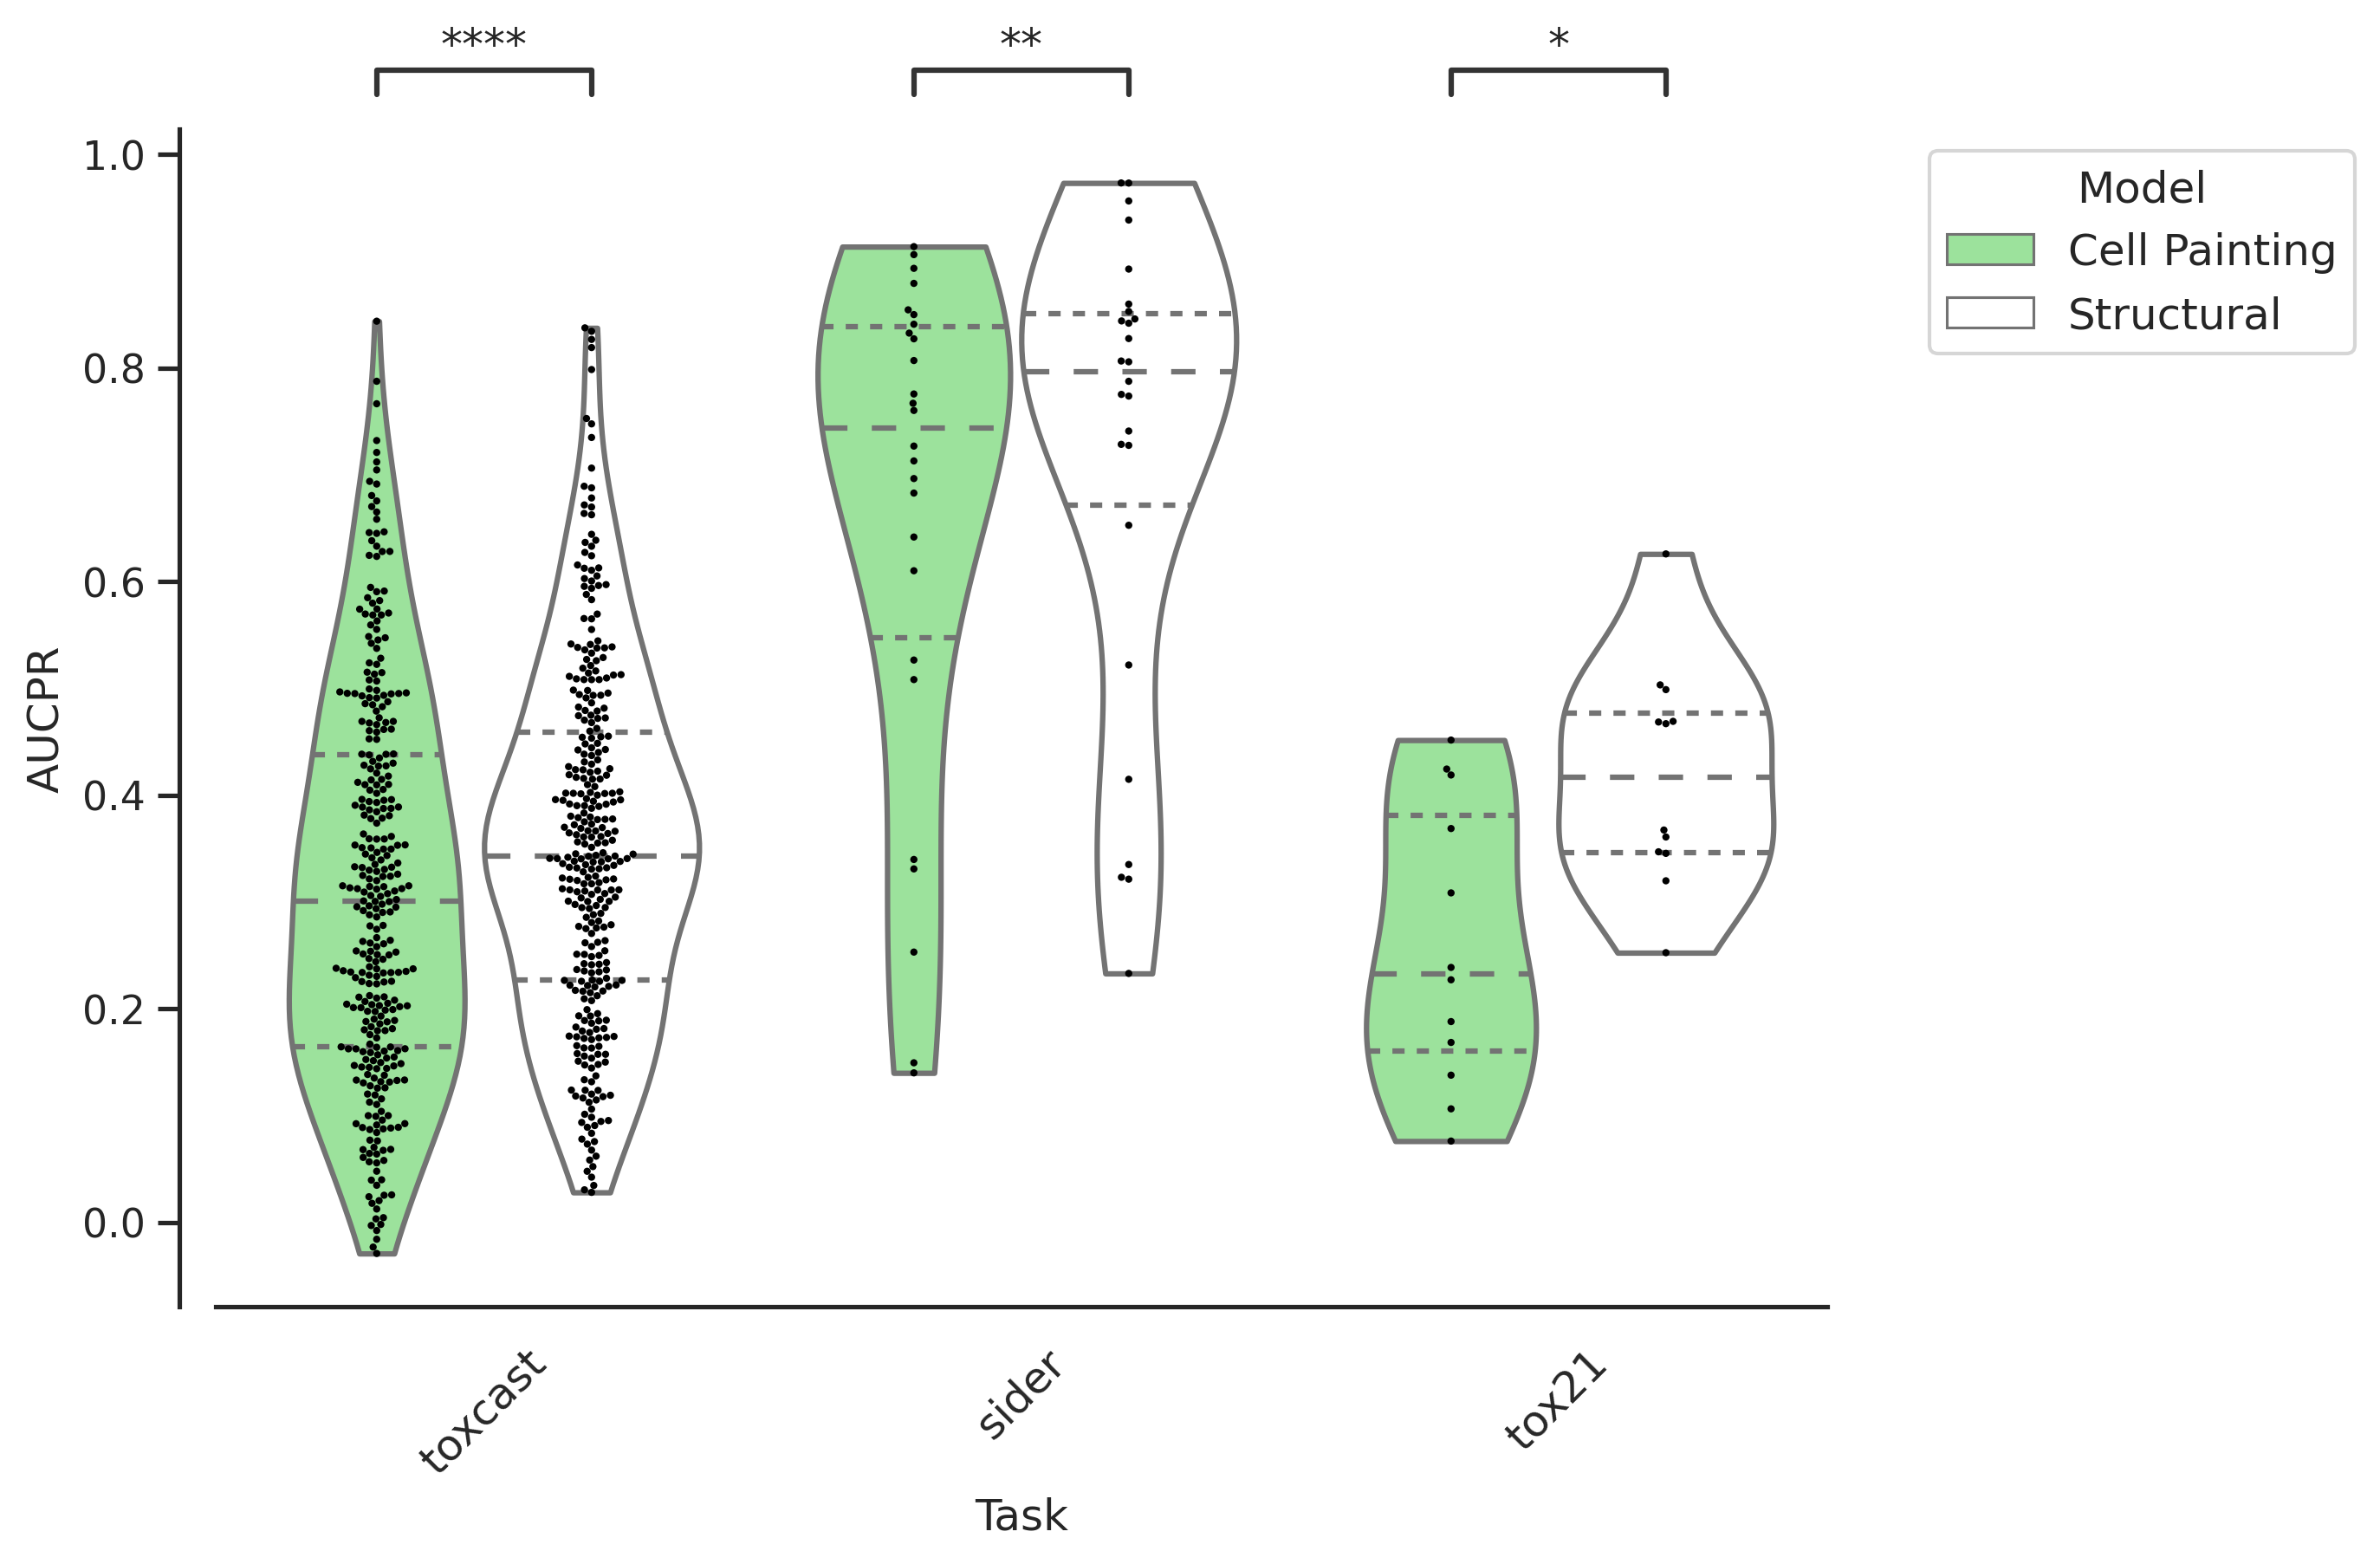 **** ** *
1.0
0.8
0.6
0.4
0.2
0.0
AUCPR
Model
Cell Painting
Structural
toxcast sider tox21
Task